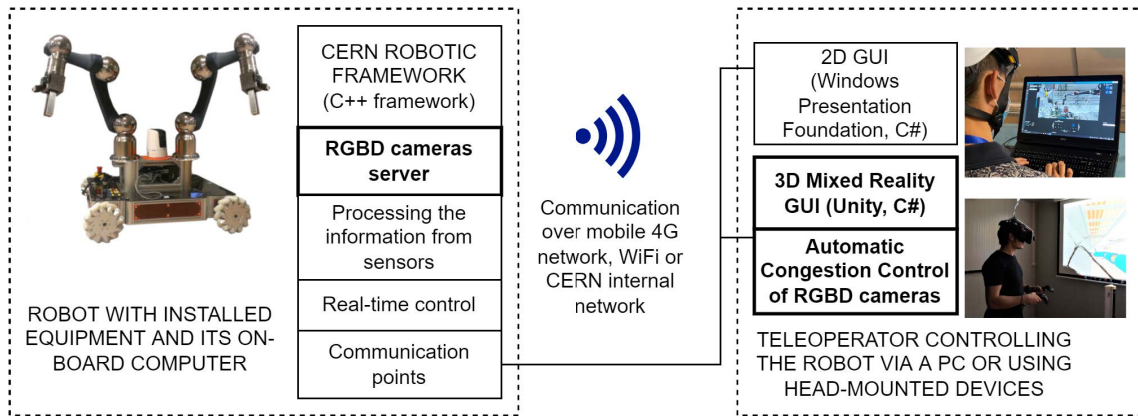 CERN ROBOTIC
FRAMEWORK
(C++ framework)
RGBD cameras
server
Processing the
information from
sensors
Real-time control
Communication
points
ROBOT WITH INSTALLED
EQUIPMENT AND ITS ON-
BOARD COMPUTER
Communication
over mobile 4G
network, WiFi or
CERN internal
network
2D GUI
(Windows
Presentation
Foundation, C#)
3D Mixed Reality
GUI (Unity, C#)
Automatic
Congestion Control
of RGBD cameras
TELEOPERATOR CONTROLLING
THE ROBOT VIA A PC OR USING
HEAD-MOUNTED DEVICES